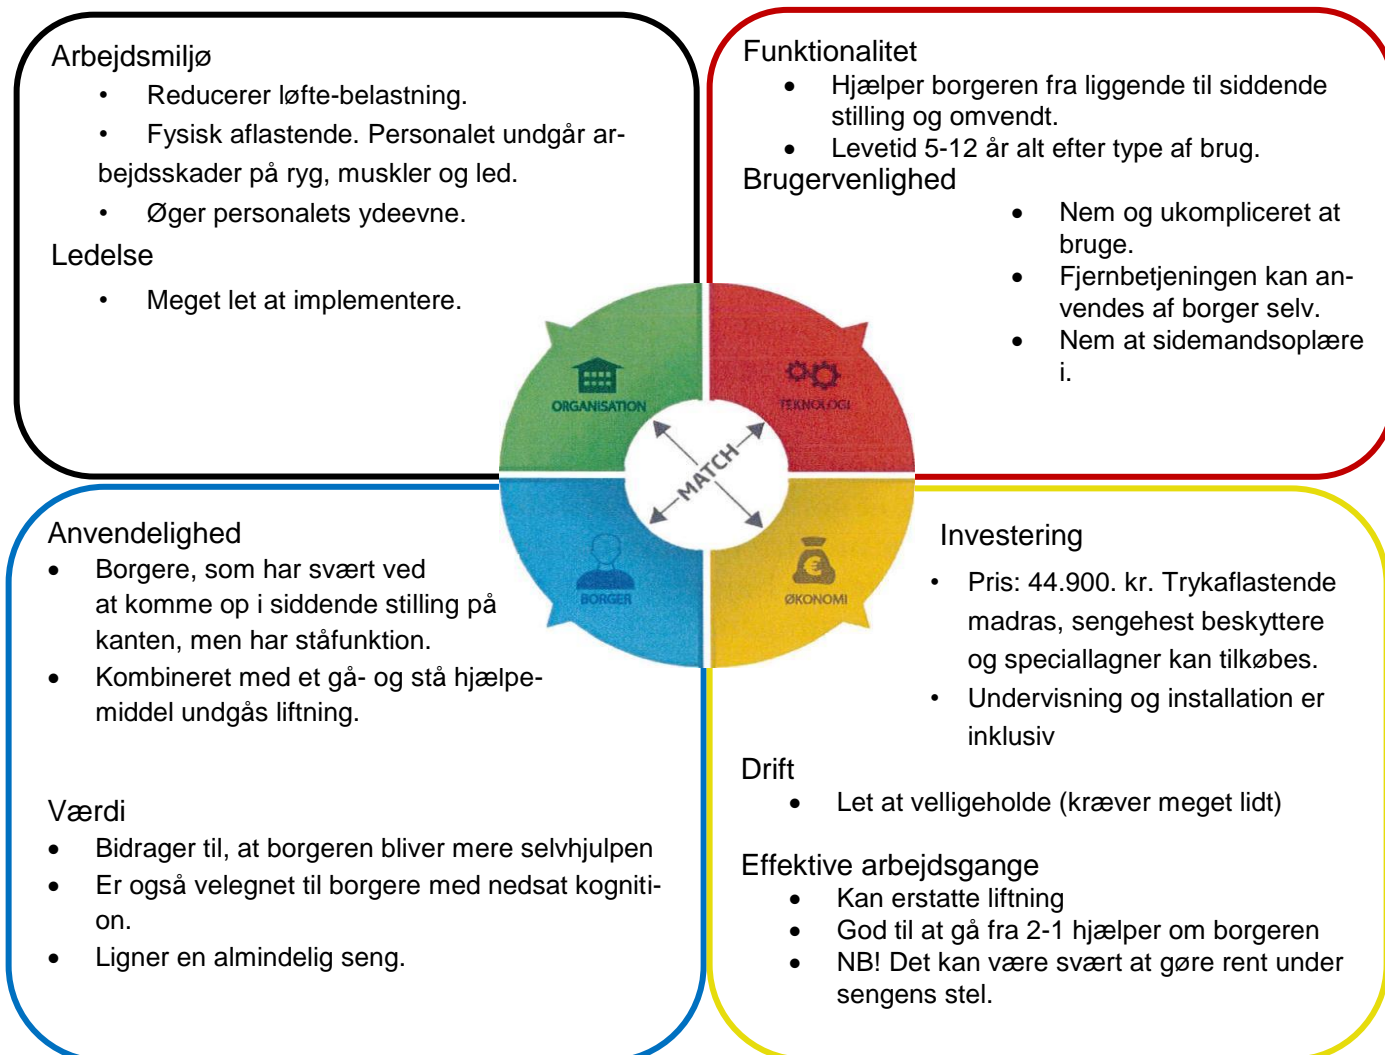 Arbejdsmiljø
• Reducerer løfte-belastning.
• Fysisk aflastende. Personalet undgår ar-
bejdsskader på ryg, muskler og led.
• Øger personalets ydeevne.
Ledelse
• Meget let at implementere.
Funktionalitet
• Hjælper borgeren fra liggende til siddende
stilling og omvendt.
• Levetid 5-12 år alt efter type af brug.
Brugervenlighed
• Nem og ukompliceret at
bruge.
• Fjernbetjeningen kan an-
vendes af borger selv.
• Nem at sidemandsoplære
i.
ORGANISATION
TEKNOLOGI
MATCH
BORGER
ØKONOMI
Anvendelighed
• Borgere, som har svært ved
at komme op i siddende stilling på
kanten, men har ståfunktion.
• Kombineret med et gå- og stå hjælpe-
middel undgås liftning.
Værdi
• Bidrager til, at borgeren bliver mere selvhjulpen
• Er også velegnet til borgere med nedsat kogniti-
on.
• Ligner en almindelig seng.
Investering
• Pris: 44.900. kr. Trykaflastende
madras, sengehest beskyttere
og speciallagner kan tilkøbes.
• Undervisning og installation er
inklusiv
Drift
• Let at velligeholde (kræver meget lidt)
Effektive arbejdsgange
• Kan erstatte liftning
• God til at gå fra 2-1 hjælper om borgeren
• NB! Det kan være svært at gøre rent under
sengens stel.